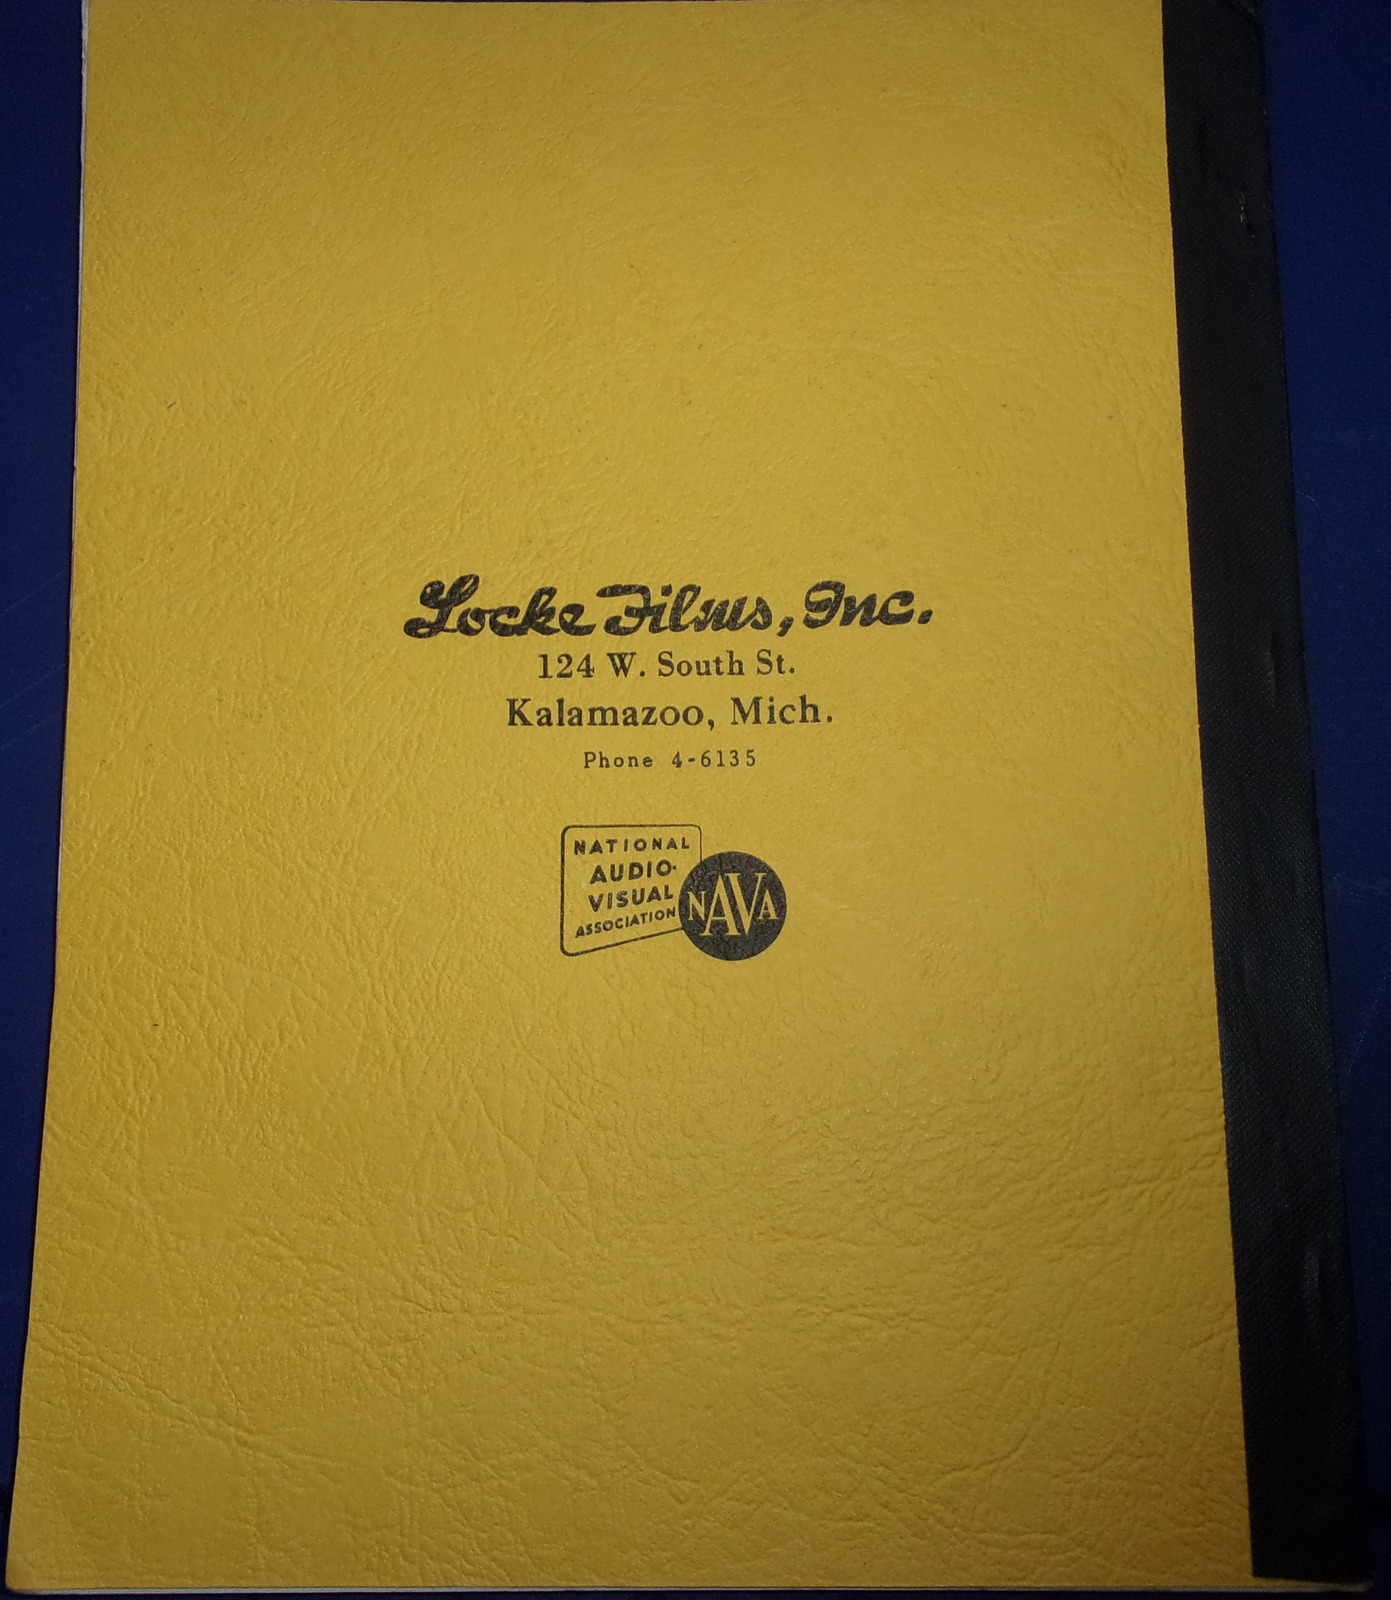 Locke Films, Inc.
124 W. South St.
Kalamazoo, Mich.
Phone 4-6135
NATIONAL
AUDIO-
VISUAL
ASSOCIATION
NAVA